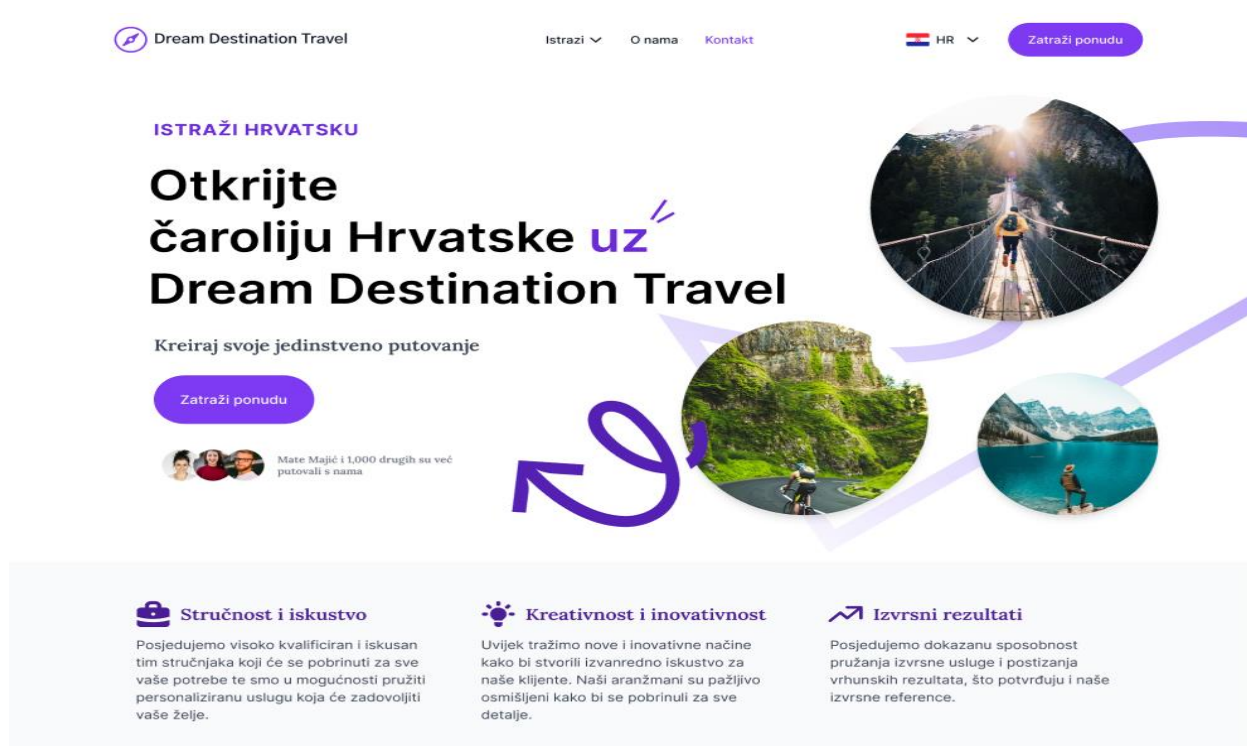 Dream Destination Travel
Istrazi
O nama
Kontakt
HR
Zatraži ponudu
ISTRAŽI HRVATSKU
Otkrijte
čaroliju Hrvatske uz
Dream Destination Travel
Kreiraj svoje jedinstveno putovanje
Zatraži ponudu
Mate Majić i 1,000 drugih su već
putovali s nama
Stručnost i iskustvo
Posjedujemo visoko kvalificiran i iskusan
tim stručnjaka koji će se pobrinuti za sve
vaše potrebe te smo u mogućnosti pružiti
personaliziranu uslugu koja će zadovoljiti
vaše želje.
Kreativnost i inovativnost
Uvijek tražimo nove i inovativne načine
kako bi stvorili izvanredno iskustvo za
naše klijente. Naši aranžmani su pažljivo
osmišljeni kako bi se pobrinuli za sve
detalje.
Izvrsni rezultati
Posjedujemo dokazanu sposobnost
pružanja izvrsne usluge i postizanja
vrhunskih rezultata, što potvrđuju i naše
izvrsne reference.